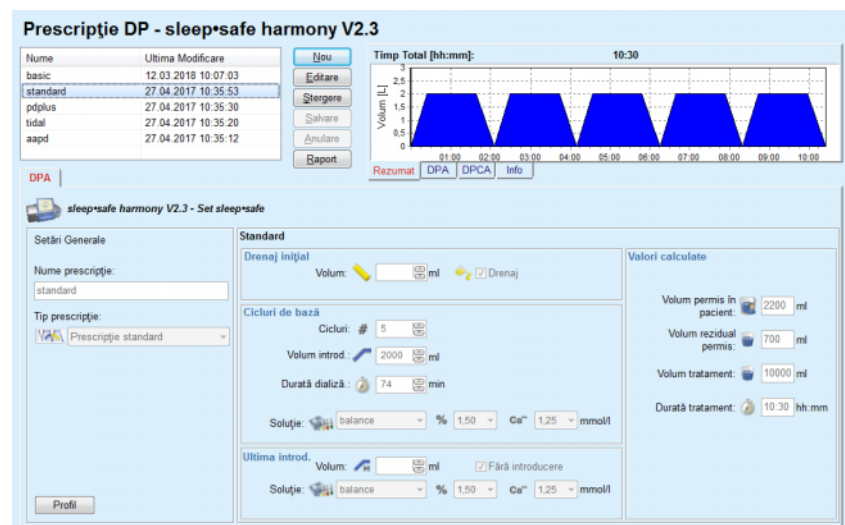 Prescripţie DP - sleep•safe harmony V2.3
Nume Ultima Modificare
basic 12.03.2018 10:07:03
standard 27.04.2017 10:35:53
pdplus 27.04.2017 10:35:30
tidal 27.04.2017 10:35:20
aapd 27.04.2017 10:35:12
Nou
Editare
Ştergere
Salvare
Anulare
Raport
Timp Total [hh:mm]: 10:30
Volum [L]
3
2,5
2
1,5
1
0,5
0
01:00 02:00 03:00 04:00 05:00 06:00 07:00 08:00 09:00 10:00
Rezumat DPA DPCA Info
DPA
sleep•safe harmony V2.3 - Set sleep•safe
Setări Generale
Nume prescripţie:
standard
Tip prescripţie:
Prescripţie standard
Profil
Standard
Drenaj iniţial
Volum: ml Drenaj
Cicluri de bază
Cicluri: # 5
Volum introd.: 2000 ml
Durată dializă.: 74 min
Soluţie: balance % 1,50 Ca++ 1,25 mmol/l
Ultima introd.
Volum: ml Fără introducere
Soluţie: balance % 1,50 Ca++ 1,25 mmol/l
Valori calculate
Volum permis în
pacient: 2200 ml
Volum rezidual
permis: 700 ml
Volum tratament: 10000 ml
Durată tratament: 10:30 hh:mm